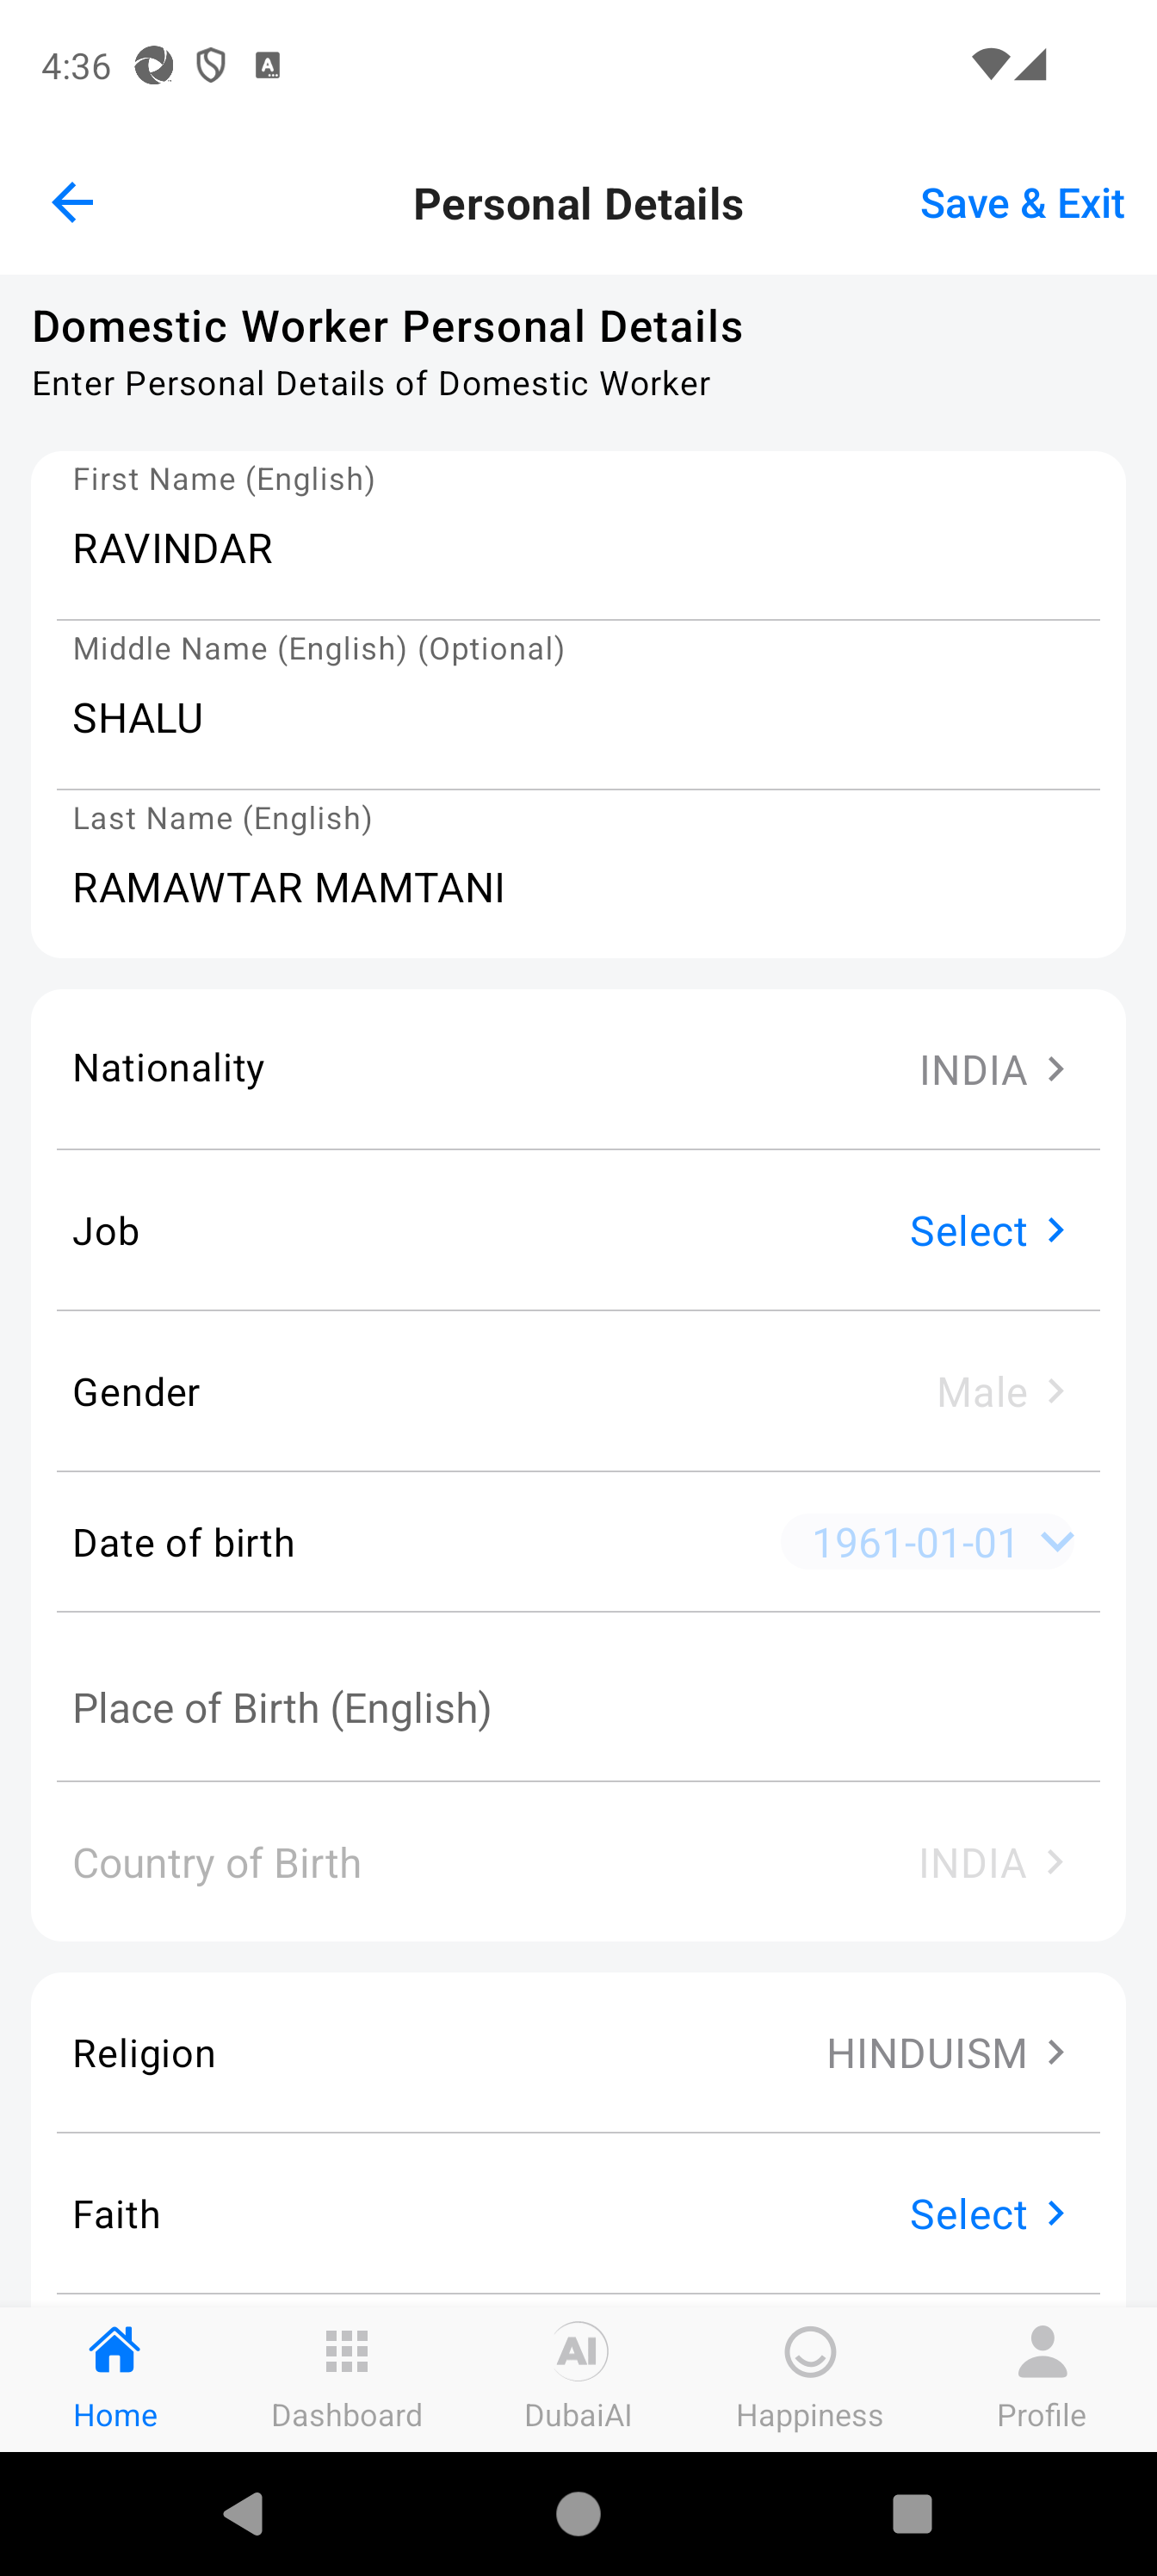 4:36
Personal Details
Save & Exit
Domestic Worker Personal Details
Enter Personal Details of Domestic Worker
First Name (English)
RAVINDAR
Middle Name (English) (Optional)
SHALU
Last Name (English)
RAMAWTAR MAMTANI
Nationality INDIA
Job Select
Gender Male
Date of birth 1961-01-01
Place of Birth (English)
Country of Birth INDIA
Religion HINDUISM
Faith Select
AI
Home Dashboard DubaiAI Happiness Profile